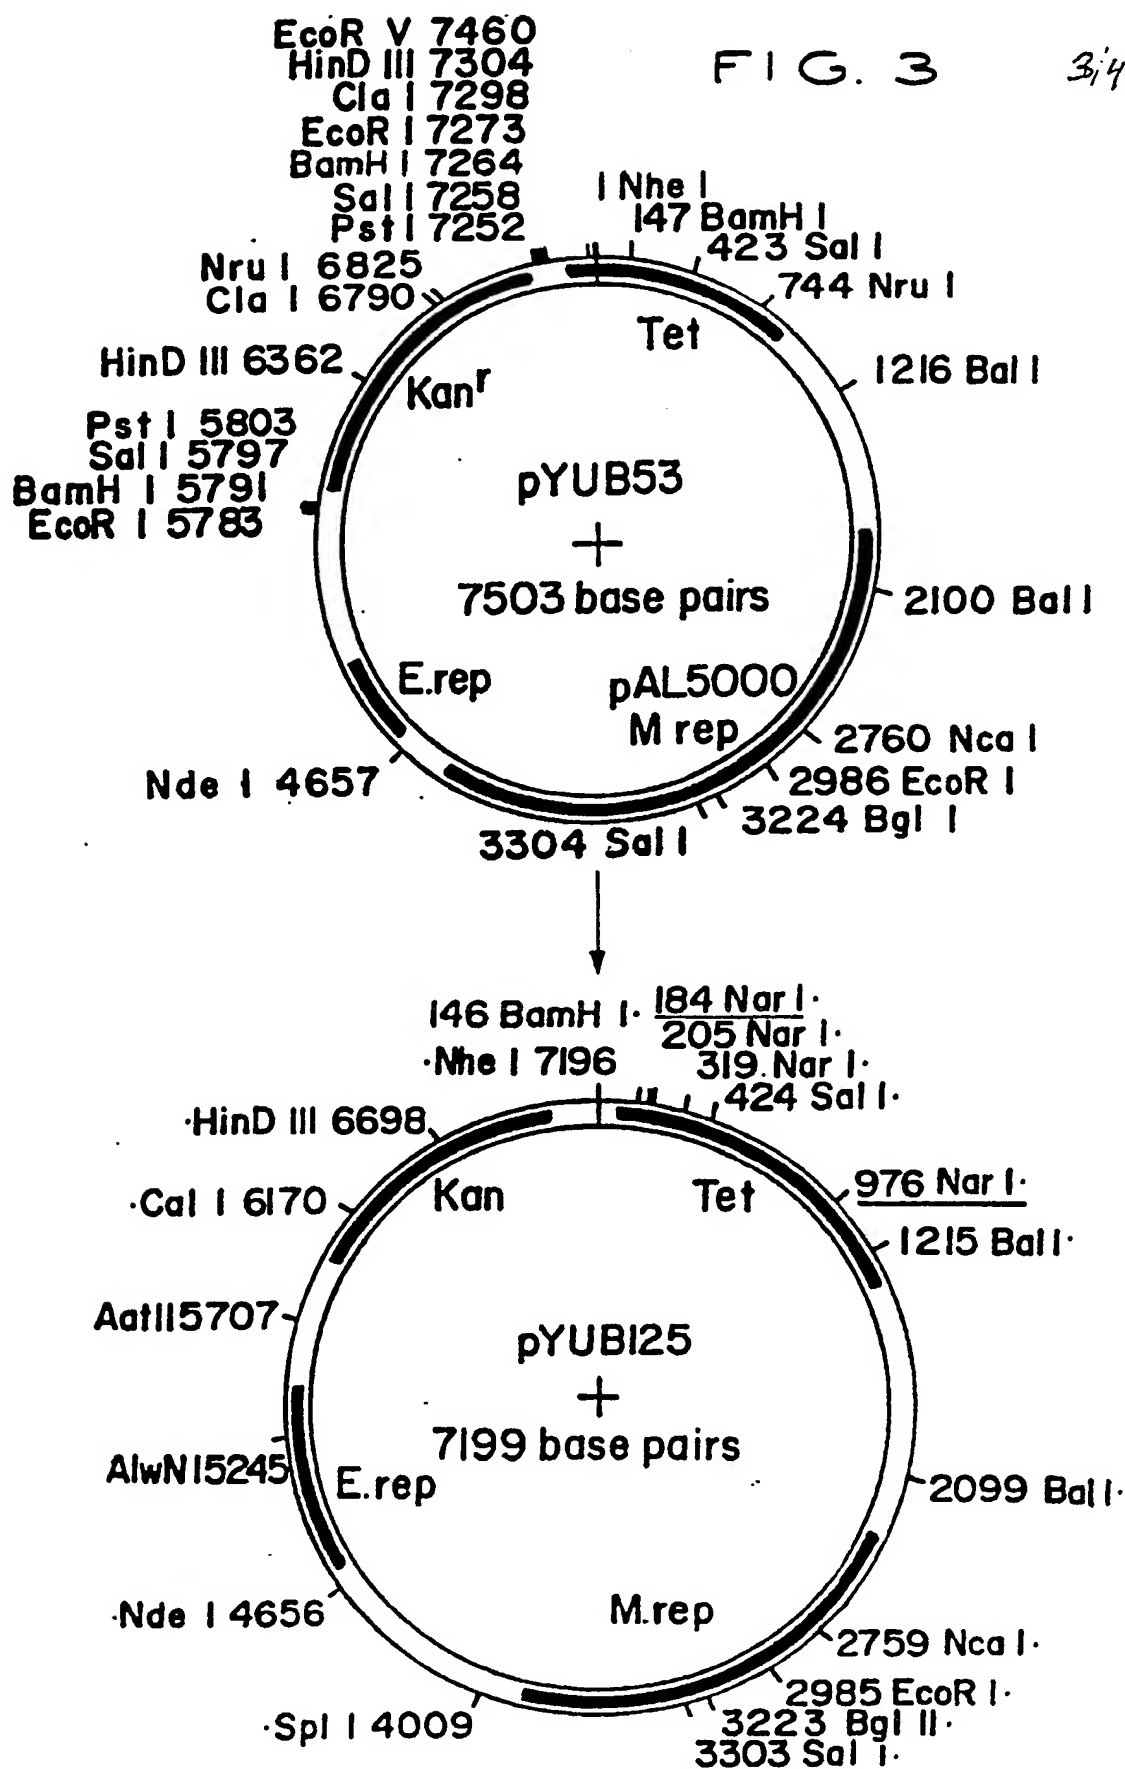 FIG. 3
3/4
EcoR V 7460
HinD III 7304
Cla I 7298
EcoR I 7273
BamH I 7264
Sal I 7258
Pst I 7252
Nru I 6825
Cla I 6790
HinD III 6362
Pst I 5803
Sal I 5797
BamH I 5791
EcoR I 5783
Nde I 4657
1 Nhe I
147 BamH I
423 Sal I
744 Nru I
1216 Bal I
2100 Bal I
2760 Nca I
2986 EcoR I
3224 Bgl I
3304 Sal I
Tet
Kanr
pYUB53
7503 base pairs
E.rep
pAL5000
M rep
146 BamH I·
184 Nar I·
205 Nar I·
·Nhe I 7196
319 Nar I·
424 Sal I·
·HinD III 6698
976 Nar I·
·Cal I 6170
1215 Bal I·
Kan
Tet
AatII5707
pYUB125
7199 base pairs
AlwNI5245
E.rep
2099 Bal I·
·Nde I 4656
M.rep
2759 Nca I·
2985 EcoR I·
·Spl I 4009
3223 Bgl II·
3303 Sal I·